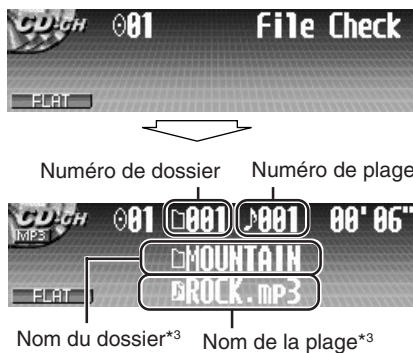 CD CH 01 File Check
FLAT
Numéro de dossier Numéro de plage
CD CH MP3 01 001 001 00'06"
MOUNTAIN
FLAT ROCK.mp3
Nom du dossier*3 Nom de la plage*3